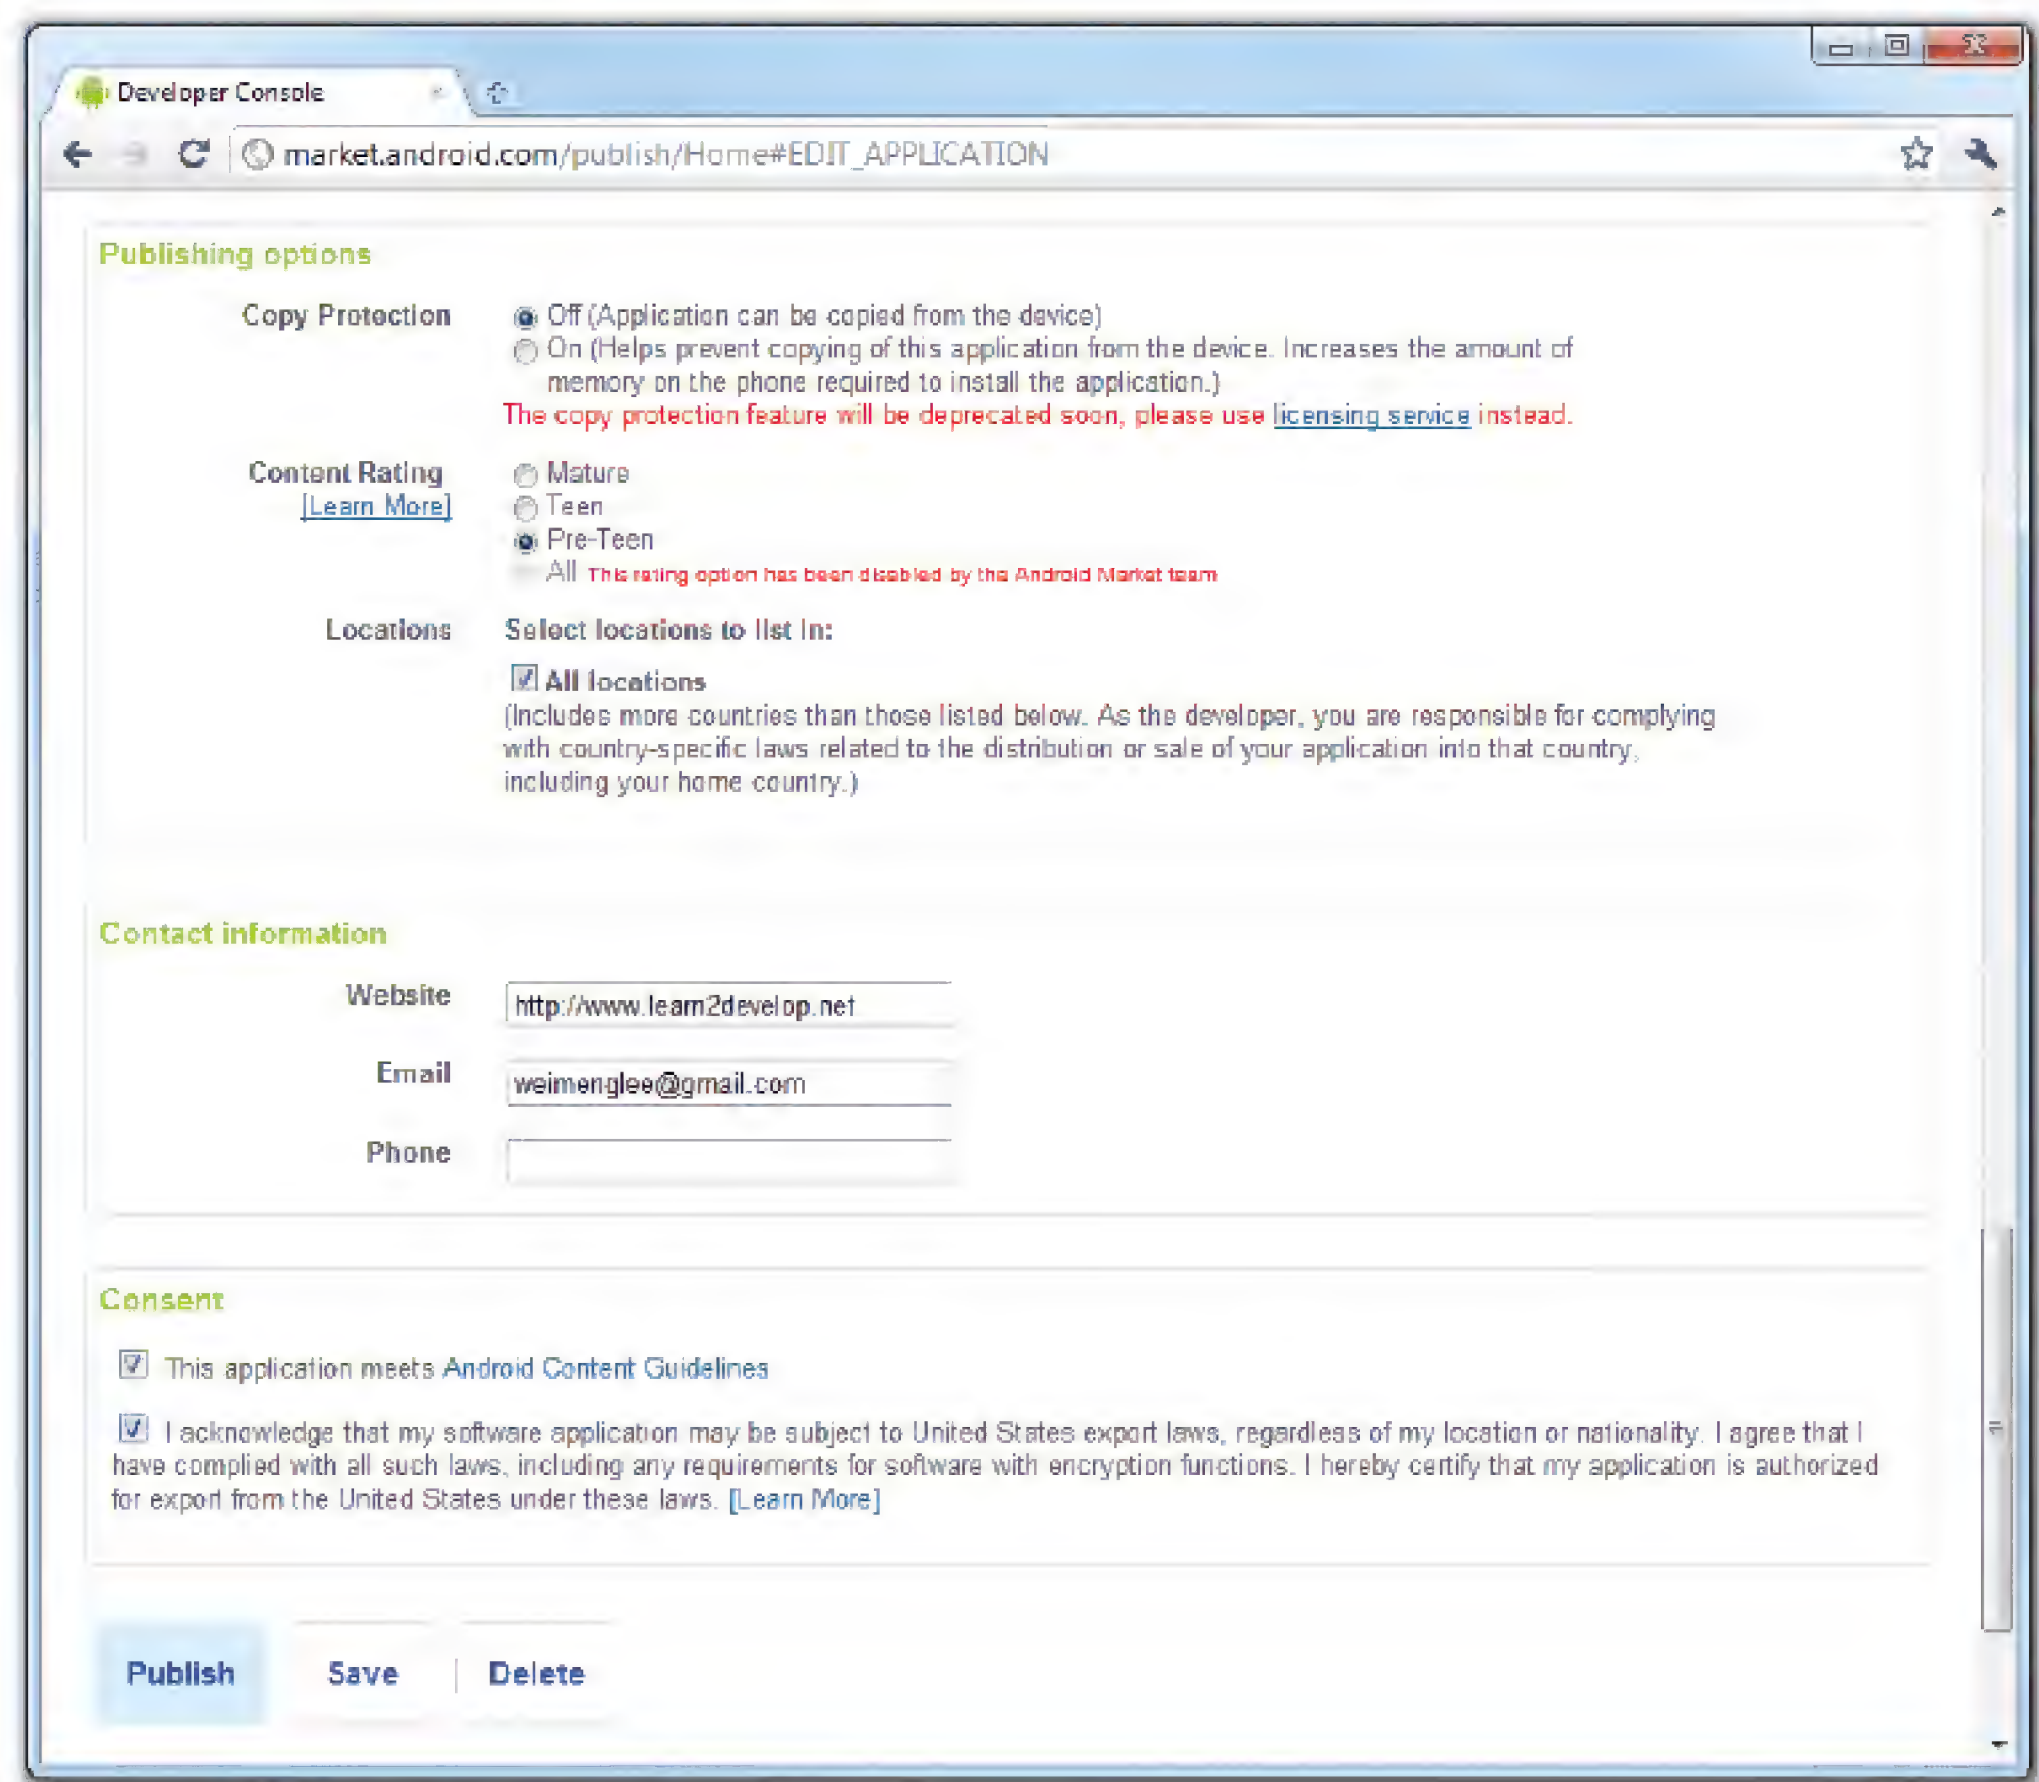 Developer Console
market.android.com/publish/Home#EDIT_APPLICATION
Publishing options
Copy Protection
Off (Application can be copied from the device)
On (Helps prevent copying of this application from the device. Increases the amount of
memory on the phone required to install the application.)
The copy protection feature will be deprecated soon, please use licensing service instead.
Content Rating
[Learn More]
Mature
Teen
Pre-Teen
All This rating option has been disabled by the Android Market team
Locations
Select locations to list in:
All locations
(Includes more countries than those listed below. As the developer, you are responsible for complying
with country-specific laws related to the distribution or sale of your application into that country,
including your home country.)
Contact information
Website
http://www.learn2develop.net
Email
weimenglee@gmail.com
Phone
Consent
This application meets Android Content Guidelines
I acknowledge that my software application may be subject to United States export laws, regardless of my location or nationality. I agree that I
have complied with all such laws, including any requirements for software with encryption functions. I hereby certify that my application is authorized
for export from the United States under these laws. [Learn More]
Publish
Save
Delete